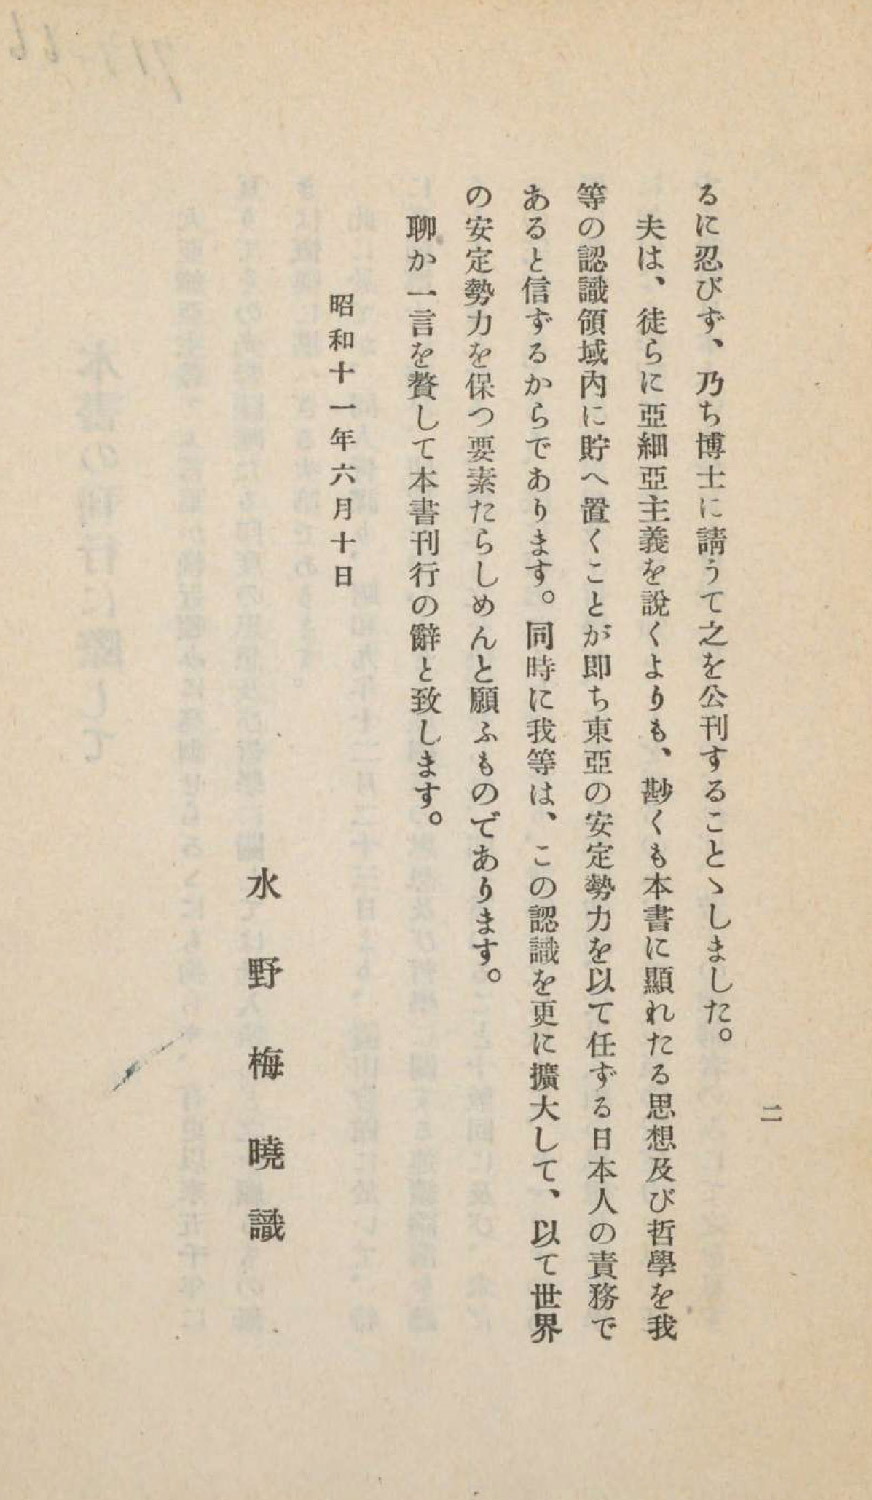 るに忍びず、乃ち博士に請うて之を公刊することゝしました。
夫は、徒らに亞細亞主義を說くよりも、尠くも本書に顯れたる思想及び哲學を我
等の認識領域內に貯へ置くことが卽ち東亞の安定勢力を以て任ずる日本人の責務で
あると信ずるからであります。同時に我等は、この認識を更に擴大して、以て世界
の安定勢力を保つ要素たらしめんと願ふものであります。
聊か一言を贅して本書刊行の辭と致します。
昭和十一年六月十日
水野梅曉識
二